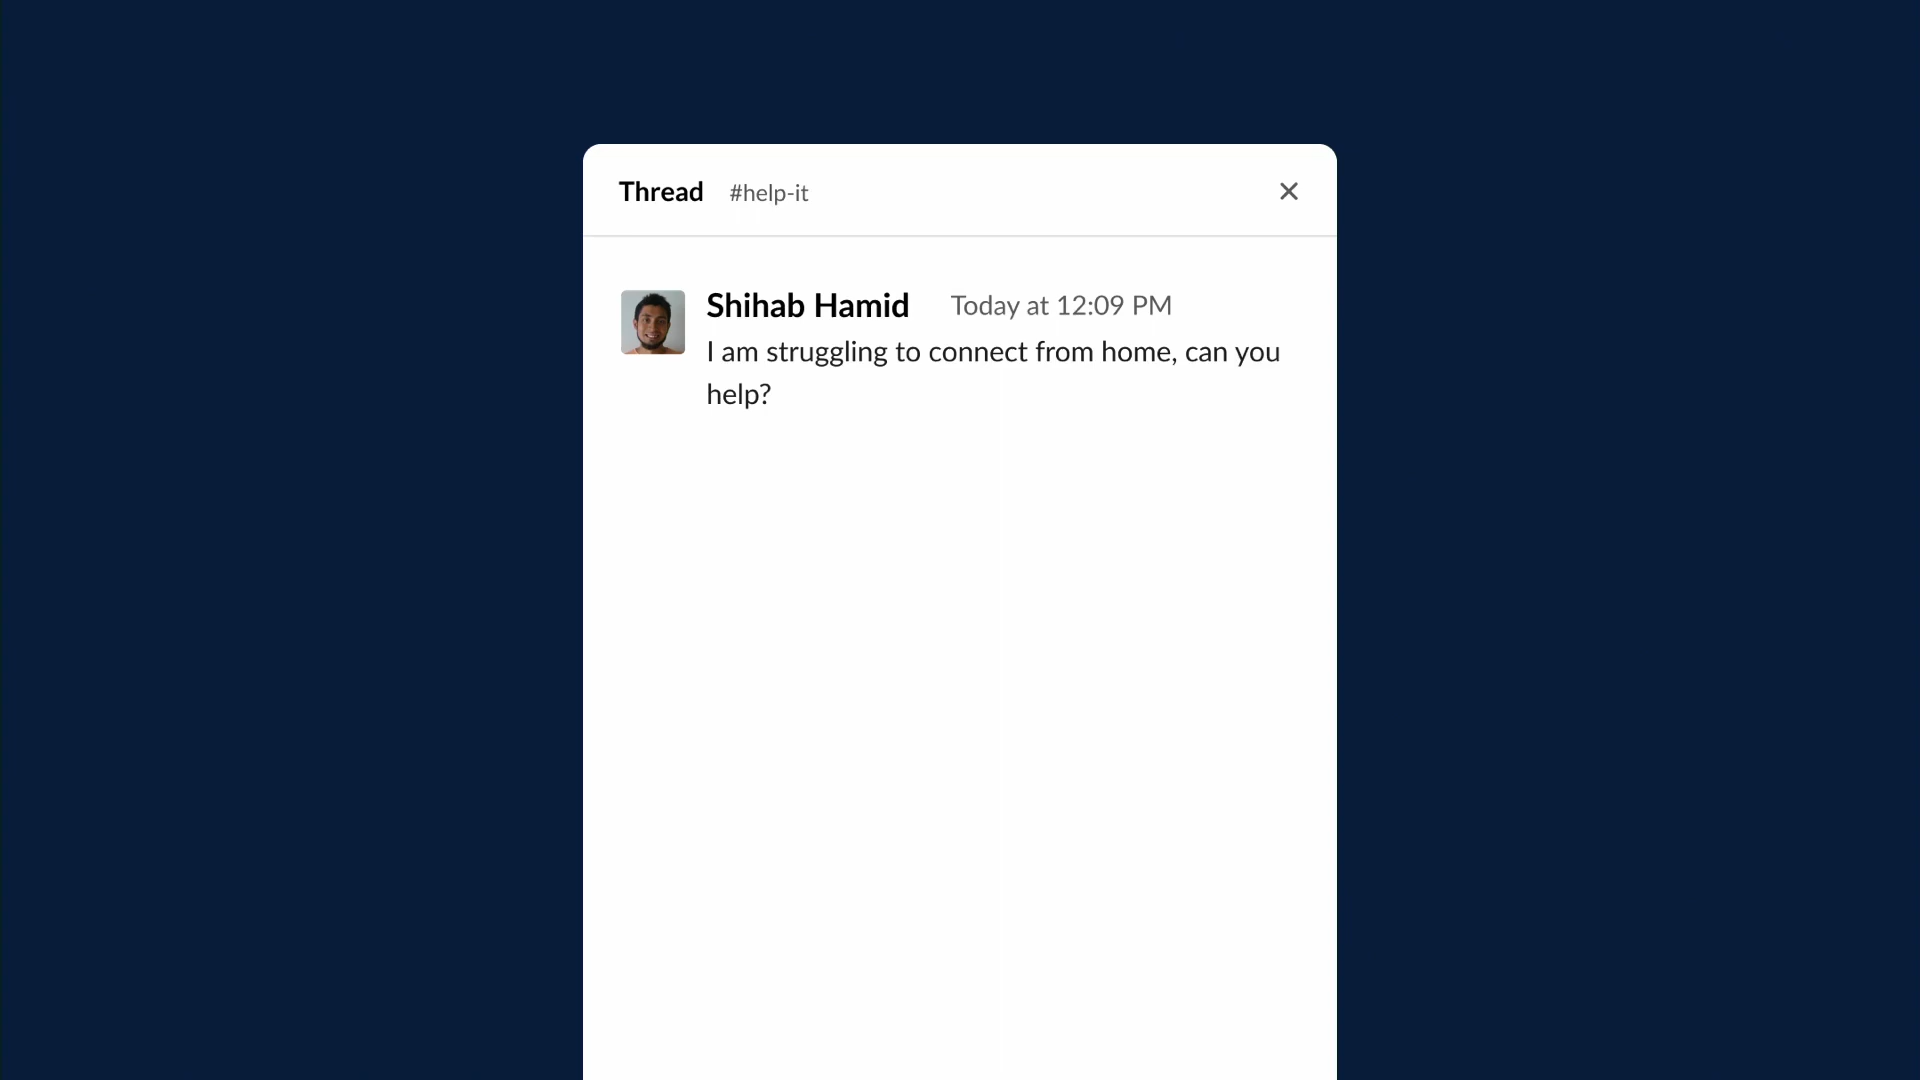 Thread #help-it
Shihab Hamid Today at 12:09 PM
I am struggling to connect from home, can you
help?